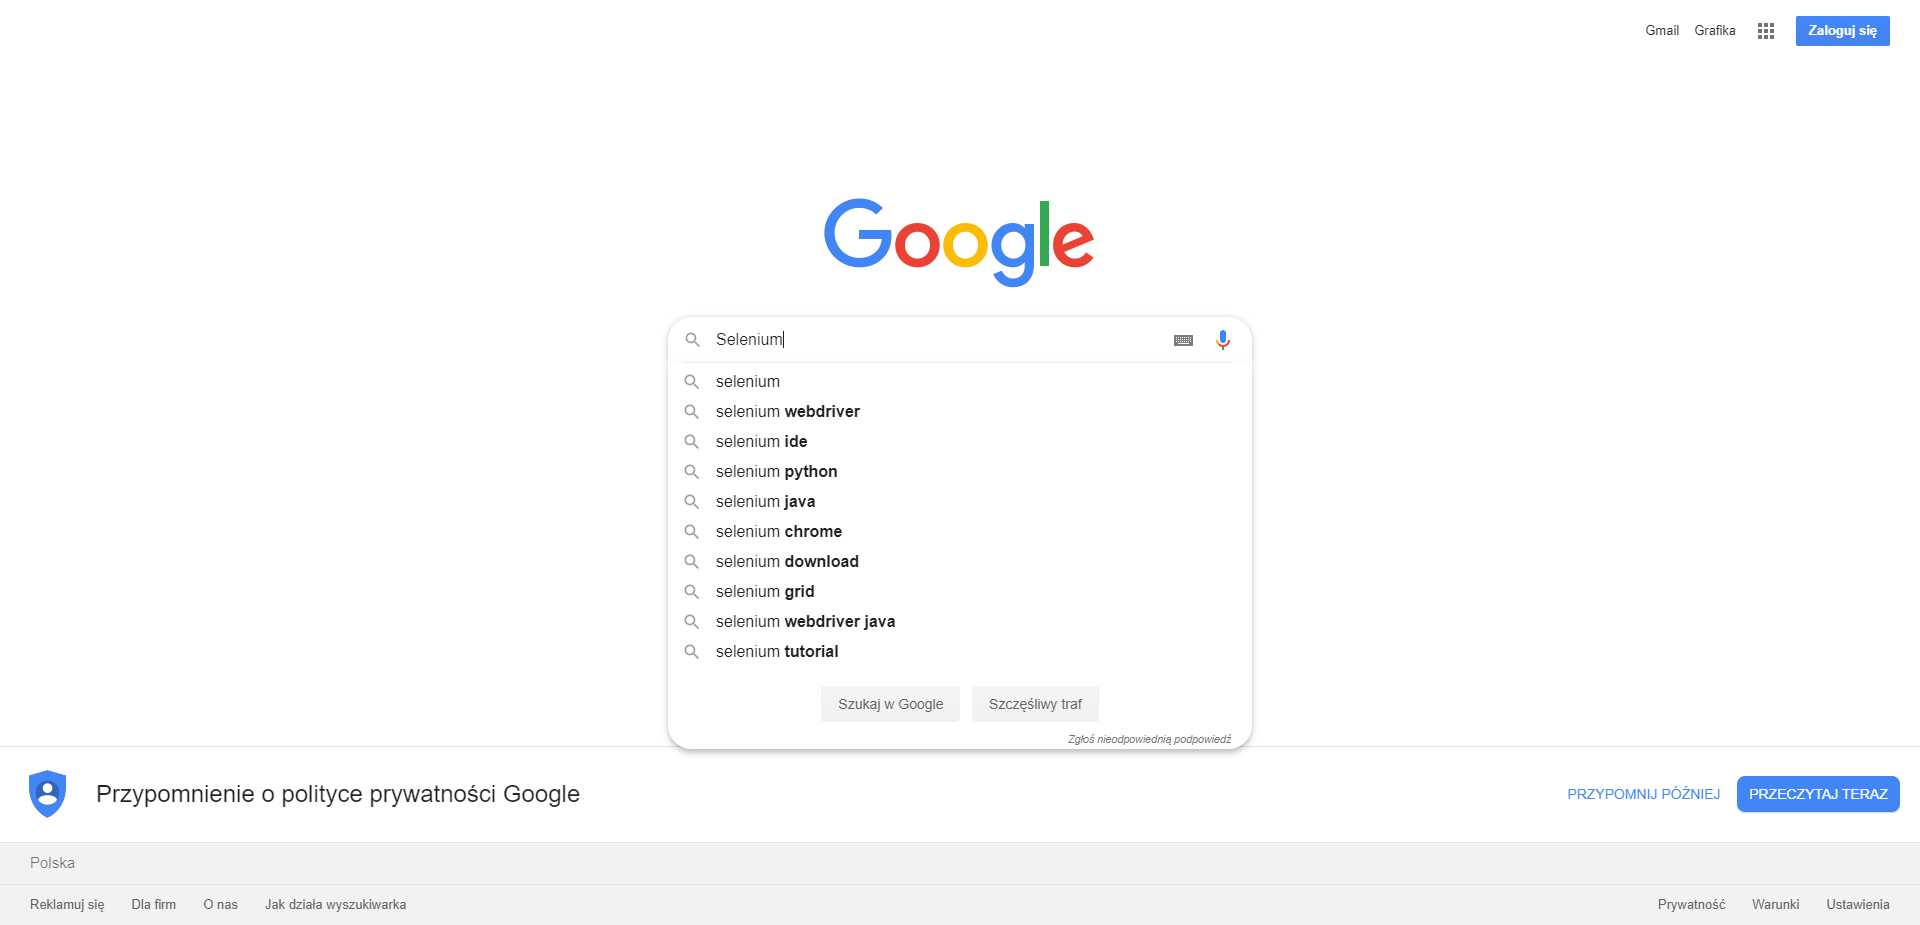 Gmail Grafika Zaloguj się
Google
Selenium
selenium
selenium webdriver
selenium ide
selenium python
selenium java
selenium chrome
selenium download
selenium grid
selenium webdriver java
selenium tutorial
Szukaj w Google Szczęśliwy traf
Zgłoś nieodpowiednią podpowiedź
Przypomnienie o polityce prywatności Google PRZYPOMNIJ PÓŹNIEJ PRZECZYTAJ TERAZ
Polska
Reklamuj się Dla firm O nas Jak działa wyszukiwarka Prywatność Warunki Ustawienia